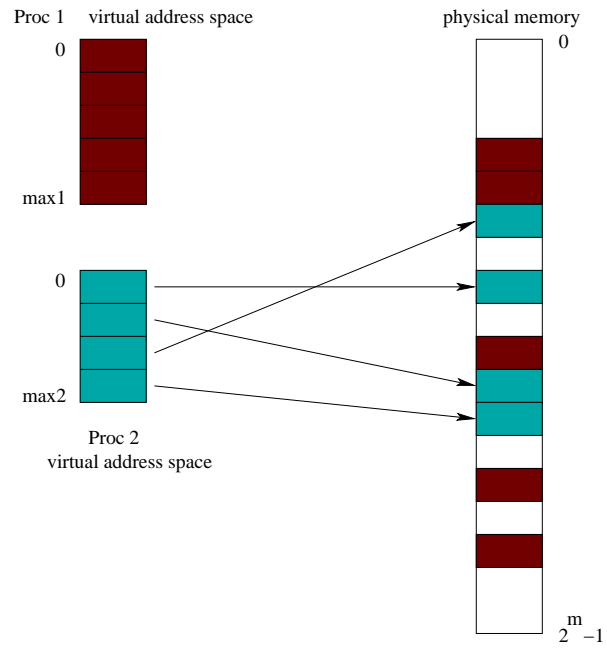 Proc 1 virtual address space
physical memory
0
0
max1
0
max2
Proc 2
virtual address space
2^m −1